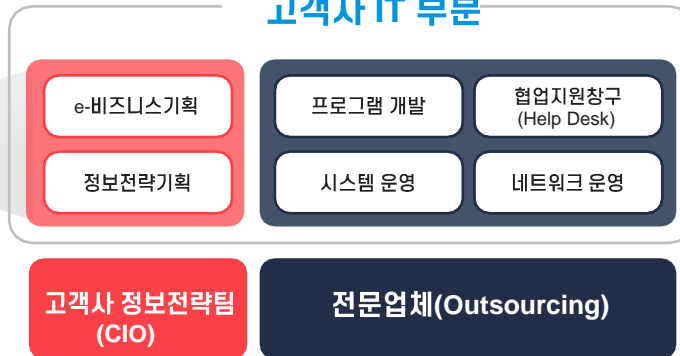 고객사 IT 부문
e-비즈니스기획
프로그램 개발
협업지원창구
(Help Desk)
정보전략기획
시스템 운영
네트워크 운영
고객사 정보전략팀
(CIO)
전문업체(Outsourcing)